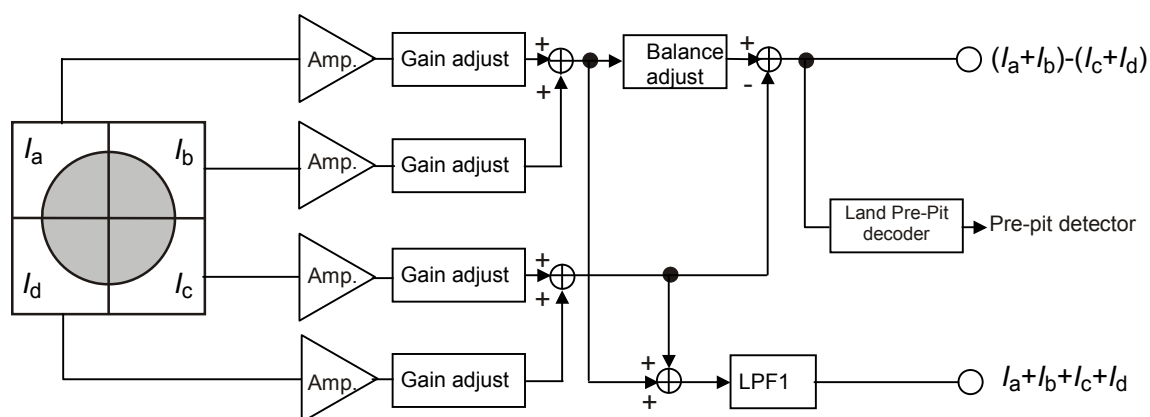 Amp.
Gain adjust
+
+
Balance
adjust
+
-
(Ia+Ib)-(Ic+Id)
Ia
Ib
Id
Ic
Amp.
Gain adjust
Land Pre-Pit
decoder
Pre-pit detector
Amp.
Gain adjust
+
+
Amp.
Gain adjust
+
+
LPF1
Ia+Ib+Ic+Id